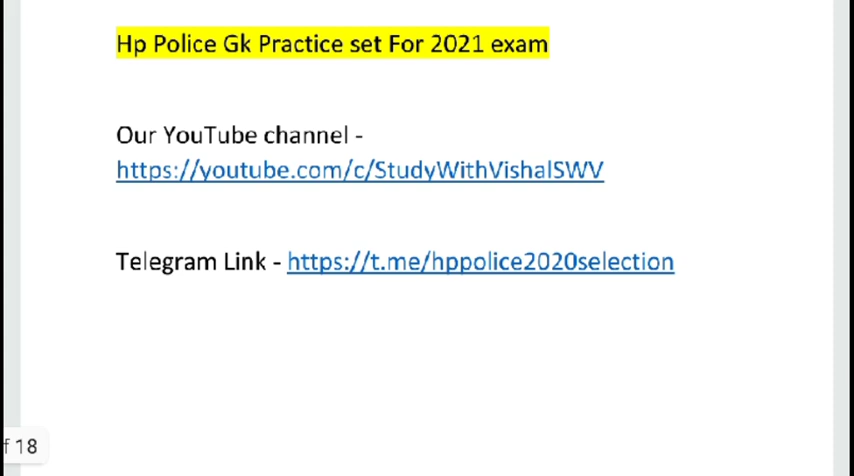 Hp Police Gk Practice set For 2021 exam
Our YouTube channel -
https://youtube.com/c/StudyWithVishalSWV
Telegram Link - https://t.me/hppolice2020selection
f 18